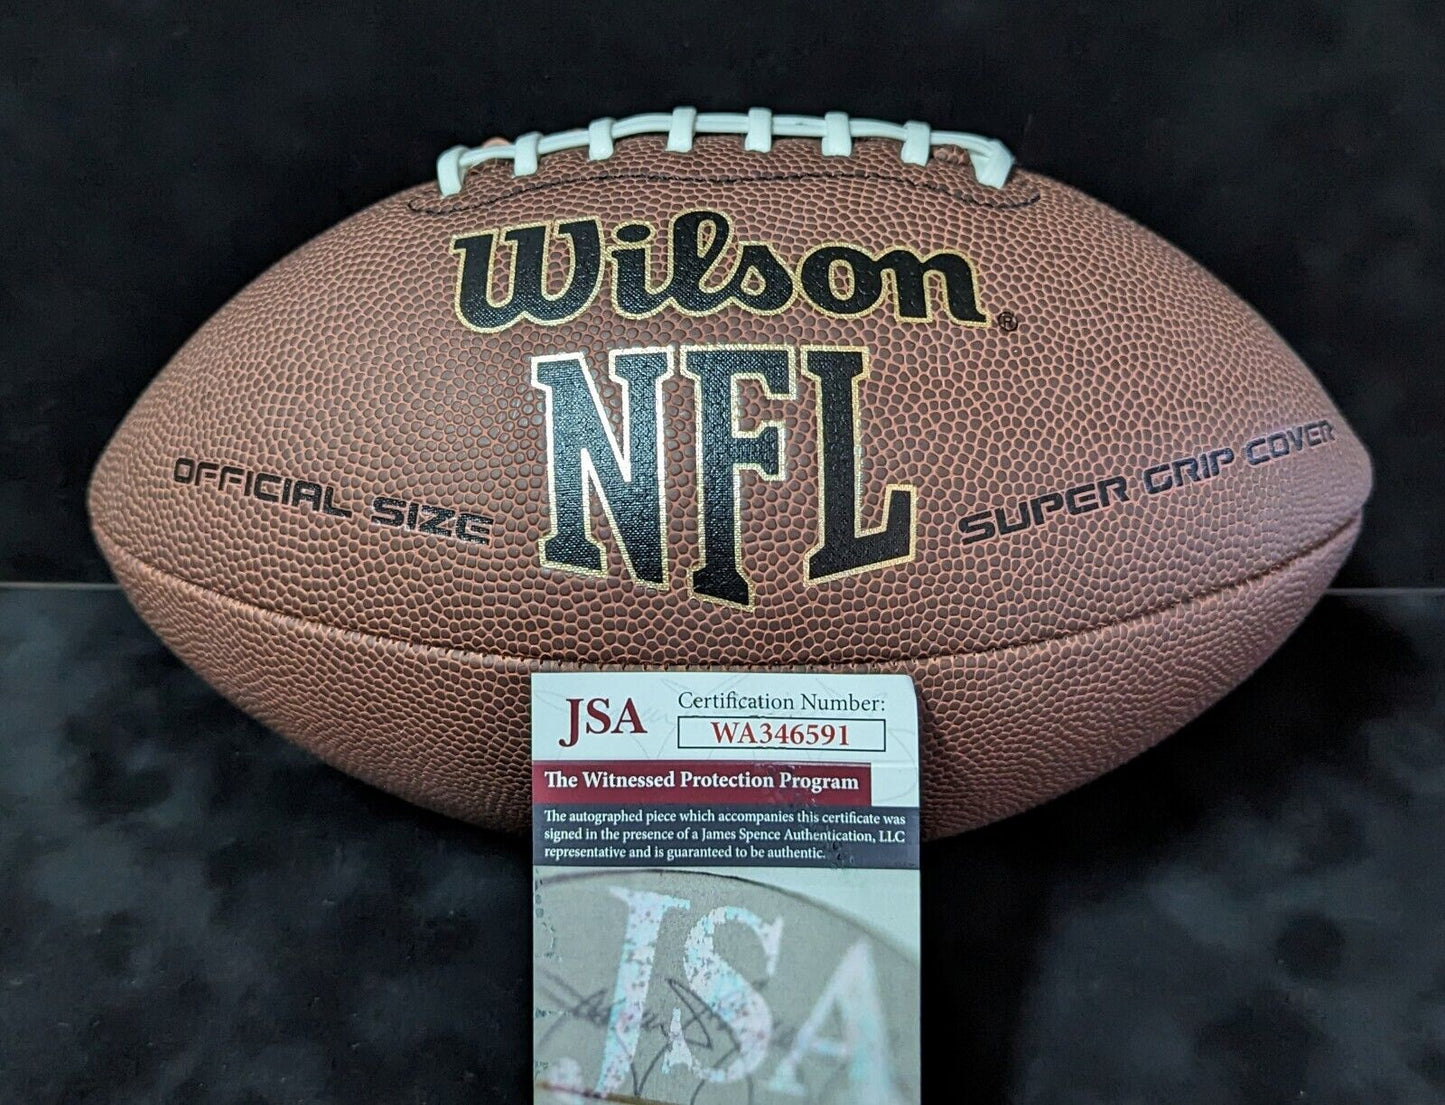 Wilson®
NFL
OFFICIAL SIZE
SUPER GRIP COVER
JSA
Certification Number:
WA346591
The Witnessed Protection Program
The autographed piece which accompanies this certificate was
signed in the presence of a James Spence Authentication, LLC
representative and is guaranteed to be authentic.
JSA